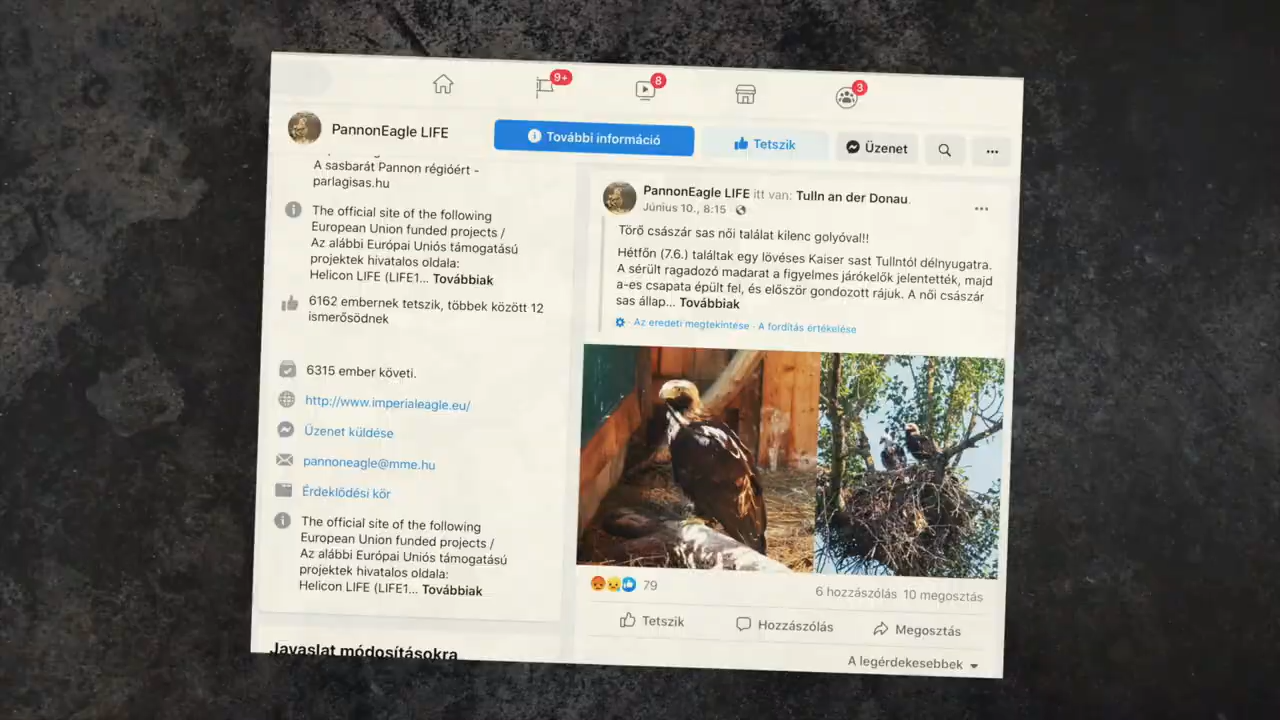 9+
8
3
PannonEagle LIFE
További információ
Tetszik
Üzenet
A sasbarát Pannon régióért -
parlagisas.hu
The official site of the following
European Union funded projects /
Az alábbi Európai Uniós támogatású
projektek hivatalos oldala:
Helicon LIFE (LIFE1... Továbbiak
6162 embernek tetszik, többek között 12
ismerősödnek
6315 ember követi.
http://www.imperialeagle.eu/
Üzenet küldése
pannoneagle@mme.hu
Érdeklődési kör
The official site of the following
European Union funded projects /
Az alábbi Európai Uniós támogatású
projektek hivatalos oldala:
Helicon LIFE (LIFE1... Továbbiak
Javaslat módosításokra
PannonEagle LIFE itt van: Tulln an der Donau.
Június 10., 8:15
Törő császár sas női találat kilenc golyóval!!
Hétfőn (7.6.) találtak egy lövéses Kaiser sast Tullntól délnyugatra.
A sérült ragadozó madarat a figyelmes járókelők jelentették, majd
a-es csapata épült fel, és először gondozott rájuk. A női császár
sas állap... Továbbiak
· Az eredeti megtekintése · A fordítás értékelése
79
6 hozzászólás 10 megosztás
Tetszik
Hozzászólás
Megosztás
A legérdekesebbek